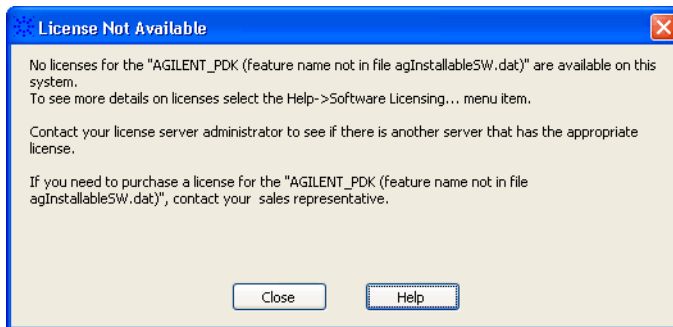 License Not Available
No licenses for the "AGILENT_PDK (feature name not in file agInstallableSW.dat)" are available on this
system.
To see more details on licenses select the Help->Software Licensing... menu item.
Contact your license server administrator to see if there is another server that has the appropriate
license.
If you need to purchase a license for the "AGILENT_PDK (feature name not in file
agInstallableSW.dat)", contact your  sales representative.
Close
Help